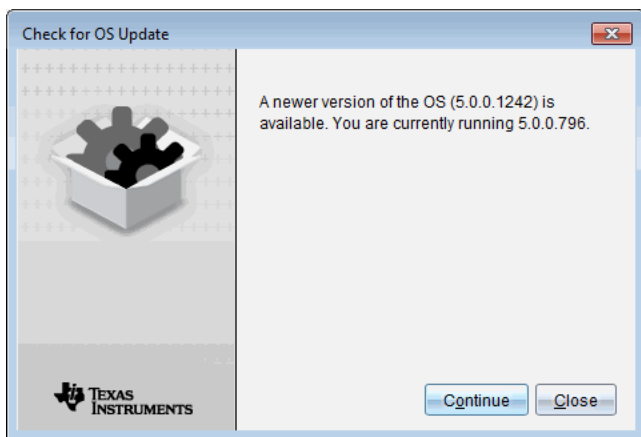 Check for OS Update
A newer version of the OS (5.0.0.1242) is
available. You are currently running 5.0.0.796.
TEXAS
INSTRUMENTS
Continue
Close